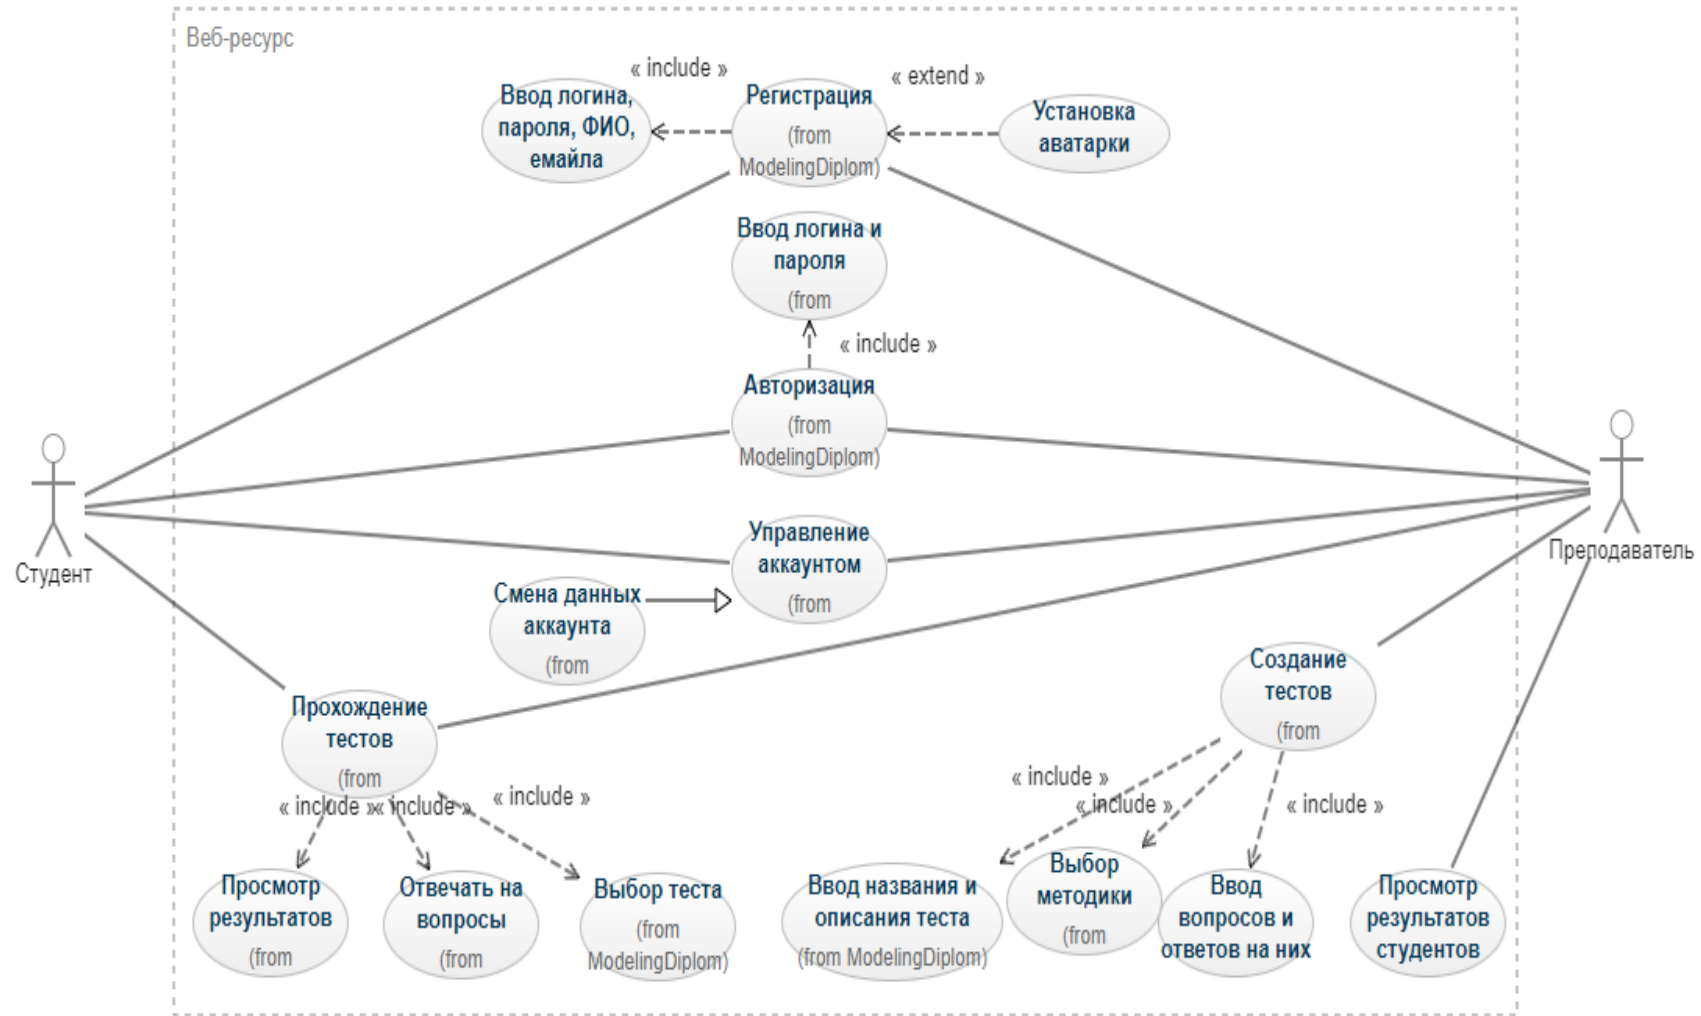 Веб-ресурс
« include »
« extend »
Ввод логина,
пароля, ФИО,
емайла
Регистрация
(from
ModelingDiplom)
Установка
аватарки
Ввод логина и
пароля
(from
« include »
Авторизация
(from
ModelingDiplom)
Студент
Преподаватель
Управление
аккаунтом
(from
Смена данных
аккаунта
(from
Создание
тестов
(from
Прохождение
тестов
(from
« include »
« include »
« include »
« include »
« include »
« include »
Просмотр
результатов
(from
Отвечать на
вопросы
(from
Выбор теста
(from
ModelingDiplom)
Ввод названия и
описания теста
(from ModelingDiplom)
Выбор
методики
(from
Ввод
вопросов и
ответов на них
Просмотр
результатов
студентов